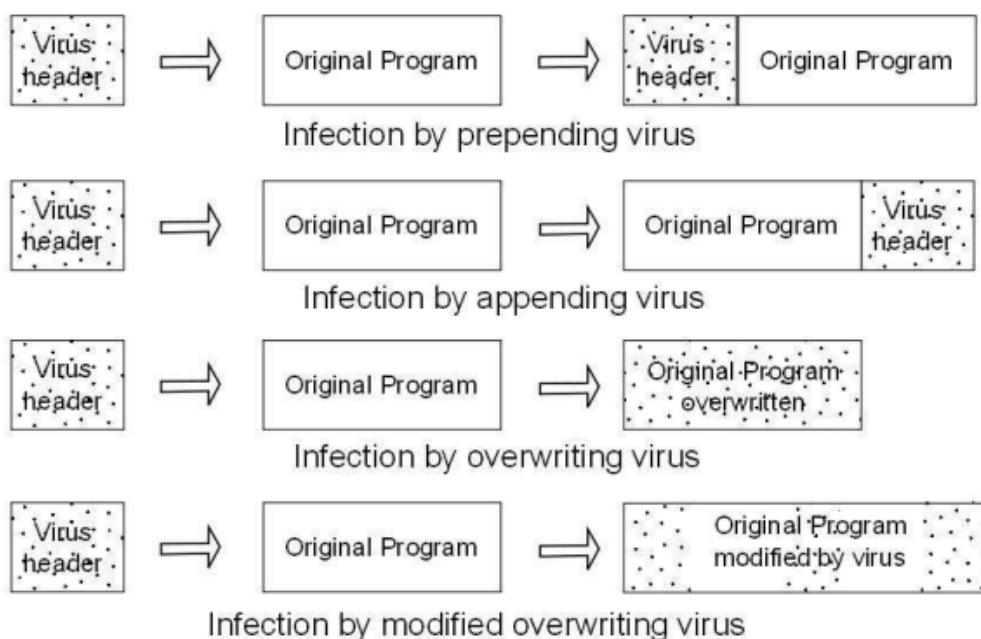 Virus
header
Original Program
Virus
header
Original Program
Infection by prepending virus
Virus
header
Original Program
Original Program
Virus
header
Infection by appending virus
Virus
header
Original Program
Original Program
overwritten
Infection by overwriting virus
Virus
header
Original Program
Original Program
modified by virus
Infection by modified overwriting virus